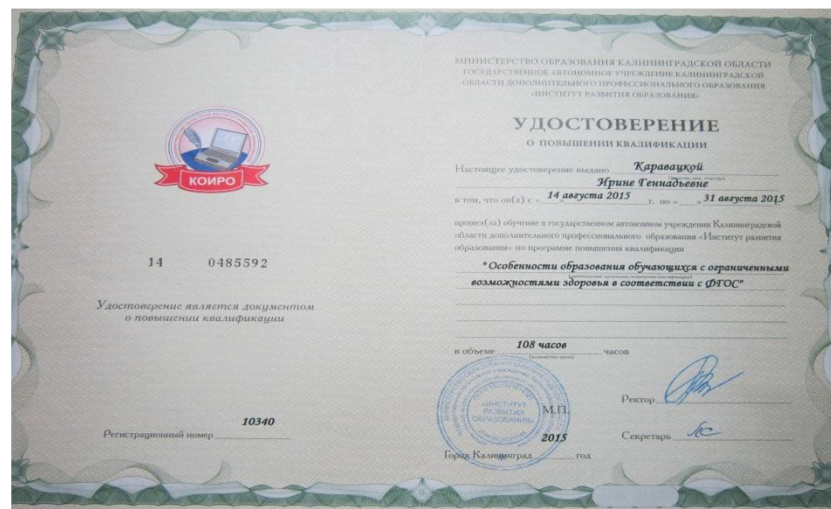 КОИРО
14 0485592
Удостоверение является документом
о повышении квалификации
10340
Регистрационный номер
МИНИСТЕРСТВО ОБРАЗОВАНИЯ КАЛИНИНГРАДСКОЙ ОБЛАСТИ
ГОСУДАРСТВЕННОЕ АВТОНОМНОЕ УЧРЕЖДЕНИЕ КАЛИНИНГРАДСКОЙ
ОБЛАСТИ ДОПОЛНИТЕЛЬНОГО ПРОФЕССИОНАЛЬНОГО ОБРАЗОВАНИЯ
«ИНСТИТУТ РАЗВИТИЯ ОБРАЗОВАНИЯ»
УДОСТОВЕРЕНИЕ
О ПОВЫШЕНИИ КВАЛИФИКАЦИИ
Настоящее удостоверение выдано Каравацкой
Ирине Геннадьевне
в том, что он(а) с « 14 августа 2015 г. по « » 31 августа 2015
прошел(ла) обучение в государственном автономном учреждении Калининградской
области дополнительного профессионального образования «Институт развития
образования» по программе повышения квалификации
"Особенности образования обучающихся с ограниченными
возможностями здоровья в соответствии с ФГОС"
в объеме 108 часов часов
ИНСТИТУТ
РАЗВИТИЯ
ОБРАЗОВАНИЯ
М.П.
Ректор
2015
Секретарь
Город Калининград год